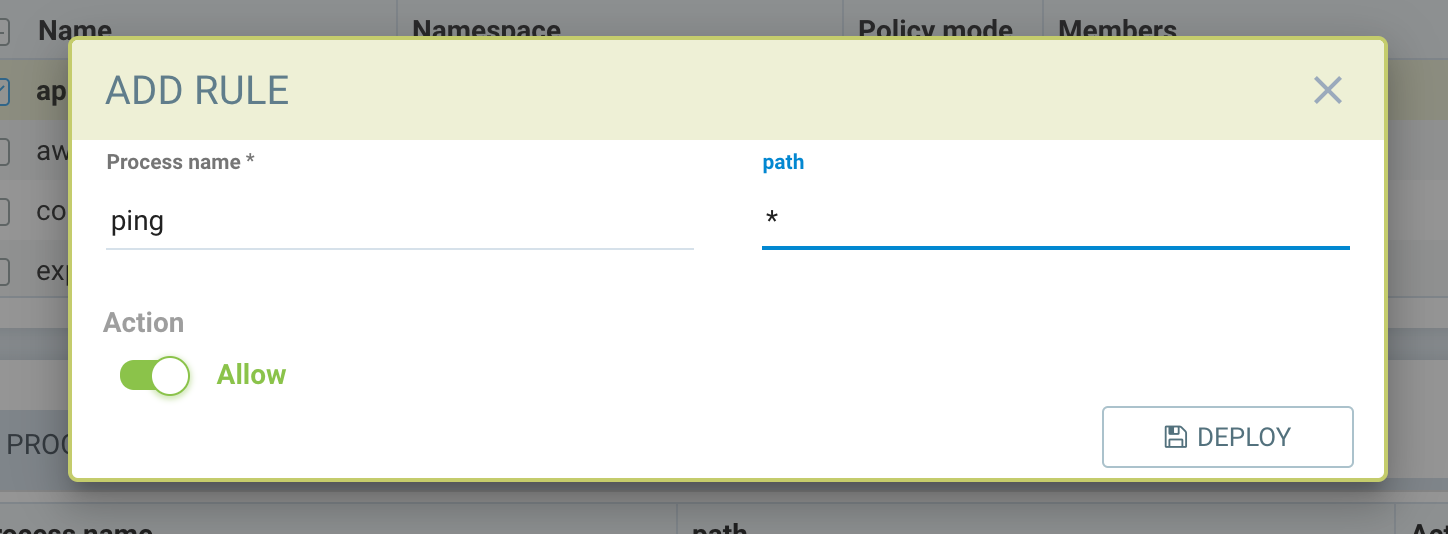 Name Namespace Policy mode Members
ADD RULE
ap
aw
co
exp
Process name * path
ping *
Action
Allow
DEPLOY
PROC
rocess name path Act